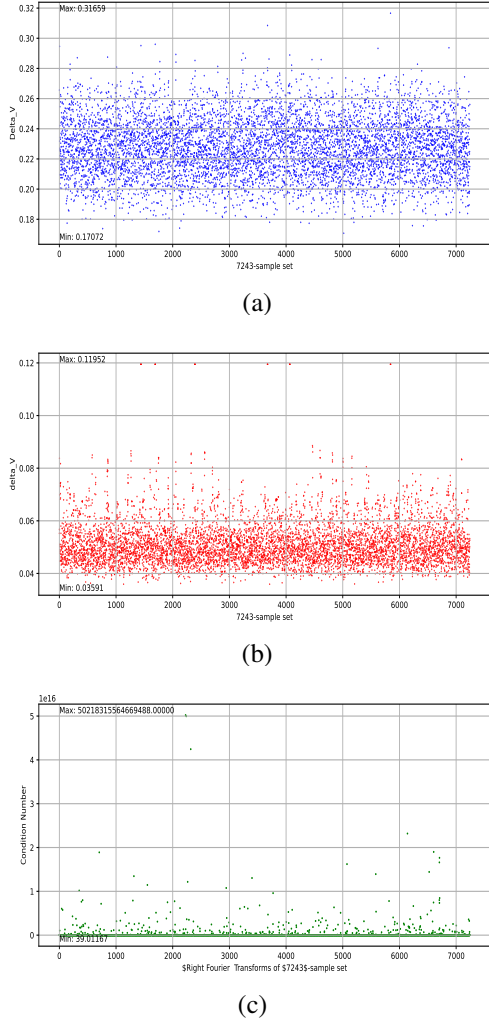 0.32
Max: 0.31659
0.30
0.28
0.26
0.24
0.22
0.20
0.18
Delta_V
Min: 0.17072
0 1000 2000 3000 4000 5000 6000 7000
7243-sample set
(a)
Max: 0.11952
0.12
0.10
0.08
0.06
0.04
delta_V
Min: 0.03591
0 1000 2000 3000 4000 5000 6000 7000
7243-sample set
(b)
1e16
Max: 50218315564669488.00000
5
4
3
2
1
0
Condition Number
Min: 39.01167
0 1000 2000 3000 4000 5000 6000 7000
$Right Fourier Transforms of $7243$-sample set
(c)